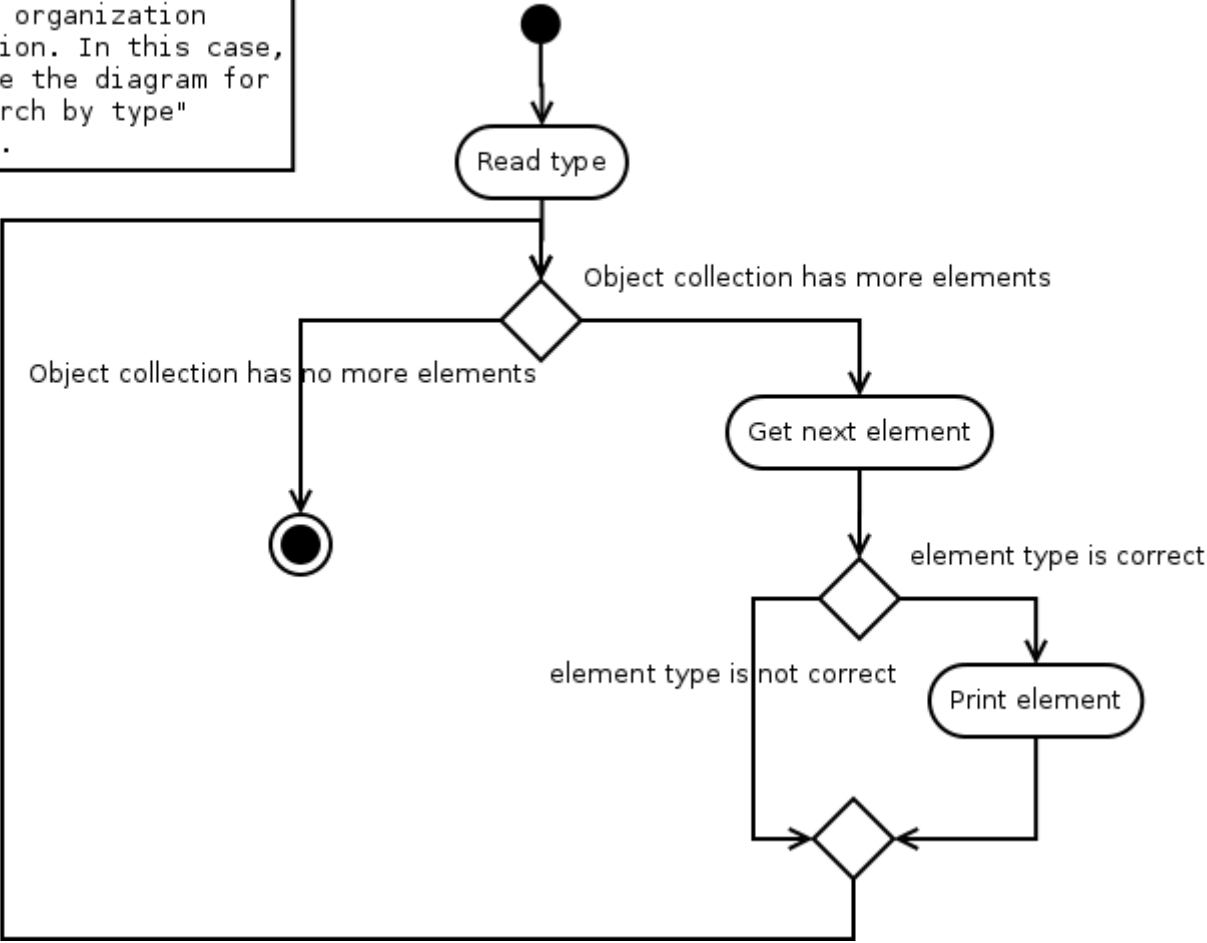 organization
ion. In this case,
e the diagram for
rch by type"
.
Read type
Object collection has more elements
Object collection has no more elements
Get next element
element type is correct
element type is not correct
Print element